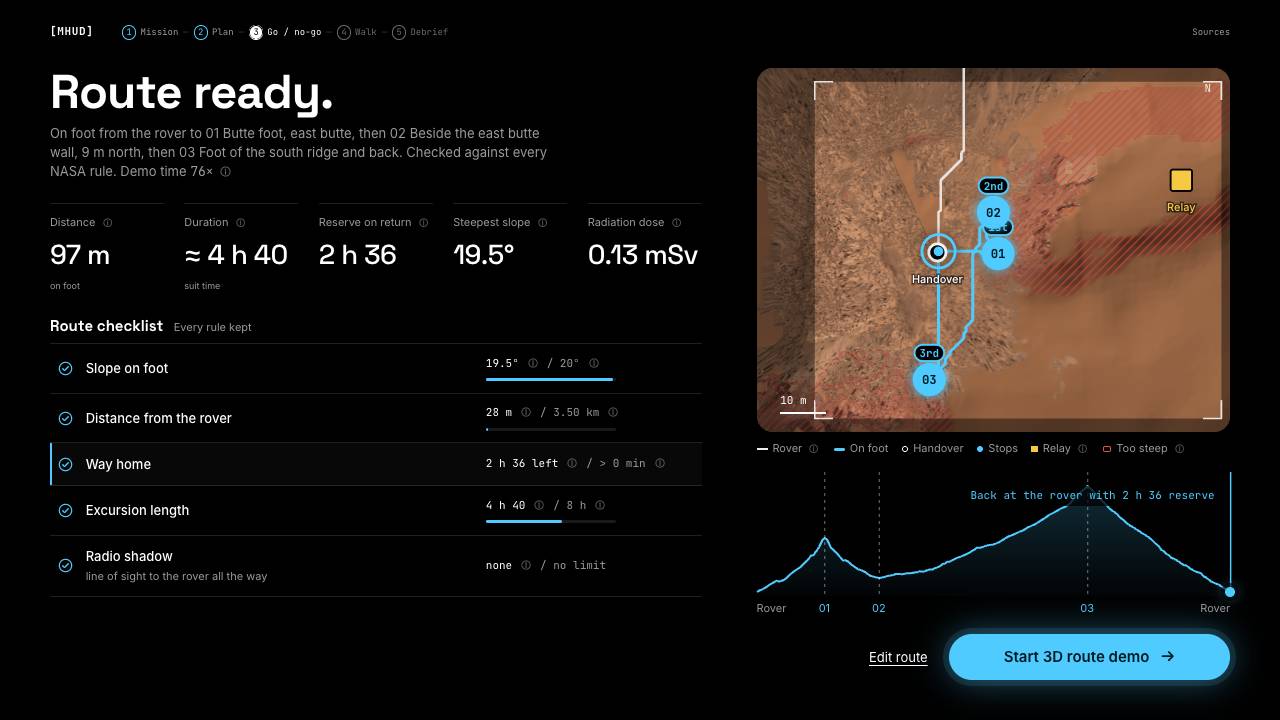 [MHUD]
1 Mission – 2 Plan – 3 Go / no-go – 4 Walk – 5 Debrief
Sources
Route ready.
On foot from the rover to 01 Butte foot, east butte, then 02 Beside the east butte
wall, 9 m north, then 03 Foot of the south ridge and back. Checked against every
NASA rule. Demo time 76× ⓘ
Distance ⓘ
97 m
on foot
Duration ⓘ
≈ 4 h 40
suit time
Reserve on return ⓘ
2 h 36
Steepest slope ⓘ
19.5°
Radiation dose ⓘ
0.13 mSv
Route checklist Every rule kept
Slope on foot
19.5° ⓘ / 20° ⓘ
Distance from the rover
28 m ⓘ / 3.50 km ⓘ
Way home
2 h 36 left ⓘ / > 0 min ⓘ
Excursion length
4 h 40 ⓘ / 8 h ⓘ
Radio shadow
line of sight to the rover all the way
none ⓘ / no limit
N
2nd
02
1st
01
Relay
Handover
3rd
03
10 m
Rover ⓘ On foot Handover Stops Relay ⓘ Too steep ⓘ
Back at the rover with 2 h 36 reserve
Rover 01 02 03 Rover
Edit route
Start 3D route demo →